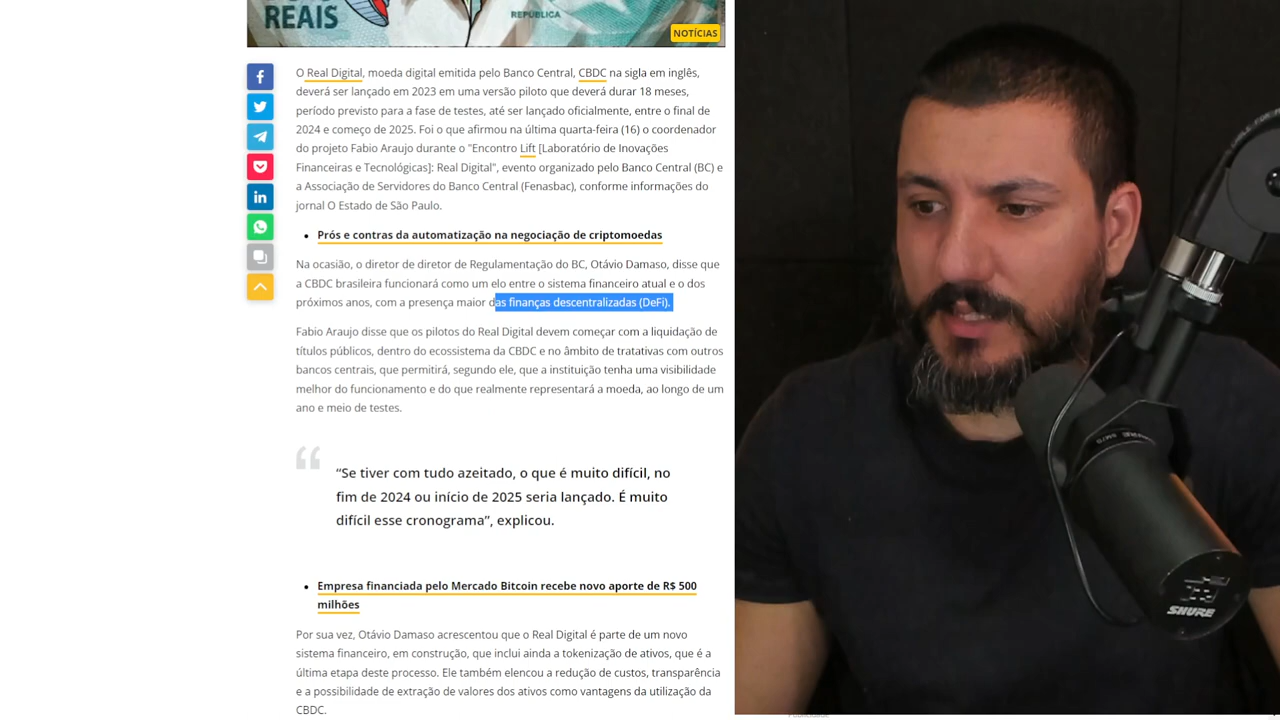 REAIS
REPÚBLICA
NOTÍCIAS
O Real Digital, moeda digital emitida pelo Banco Central, CBDC na sigla em inglês,
deverá ser lançado em 2023 em uma versão piloto que deverá durar 18 meses,
período previsto para a fase de testes, até ser lançado oficialmente, entre o final de
2024 e começo de 2025. Foi o que afirmou na última quarta-feira (16) o coordenador
do projeto Fabio Araujo durante o "Encontro Lift [Laboratório de Inovações
Financeiras e Tecnológicas]: Real Digital", evento organizado pelo Banco Central (BC) e
a Associação de Servidores do Banco Central (Fenasbac), conforme informações do
jornal O Estado de São Paulo.
• Prós e contras da automatização na negociação de criptomoedas
Na ocasião, o diretor de diretor de Regulamentação do BC, Otávio Damaso, disse que
a CBDC brasileira funcionará como um elo entre o sistema financeiro atual e o dos
próximos anos, com a presença maior das finanças descentralizadas (DeFi).
Fabio Araujo disse que os pilotos do Real Digital devem começar com a liquidação de
títulos públicos, dentro do ecossistema da CBDC e no âmbito de tratativas com outros
bancos centrais, que permitirá, segundo ele, que a instituição tenha uma visibilidade
melhor do funcionamento e do que realmente representará a moeda, ao longo de um
ano e meio de testes.
“Se tiver com tudo azeitado, o que é muito difícil, no
fim de 2024 ou início de 2025 seria lançado. É muito
difícil esse cronograma”, explicou.
• Empresa financiada pelo Mercado Bitcoin recebe novo aporte de R$ 500
milhões
Por sua vez, Otávio Damaso acrescentou que o Real Digital é parte de um novo
sistema financeiro, em construção, que inclui ainda a tokenização de ativos, que é a
última etapa deste processo. Ele também elencou a redução de custos, transparência
e a possibilidade de extração de valores dos ativos como vantagens da utilização da
CBDC.
SHURE